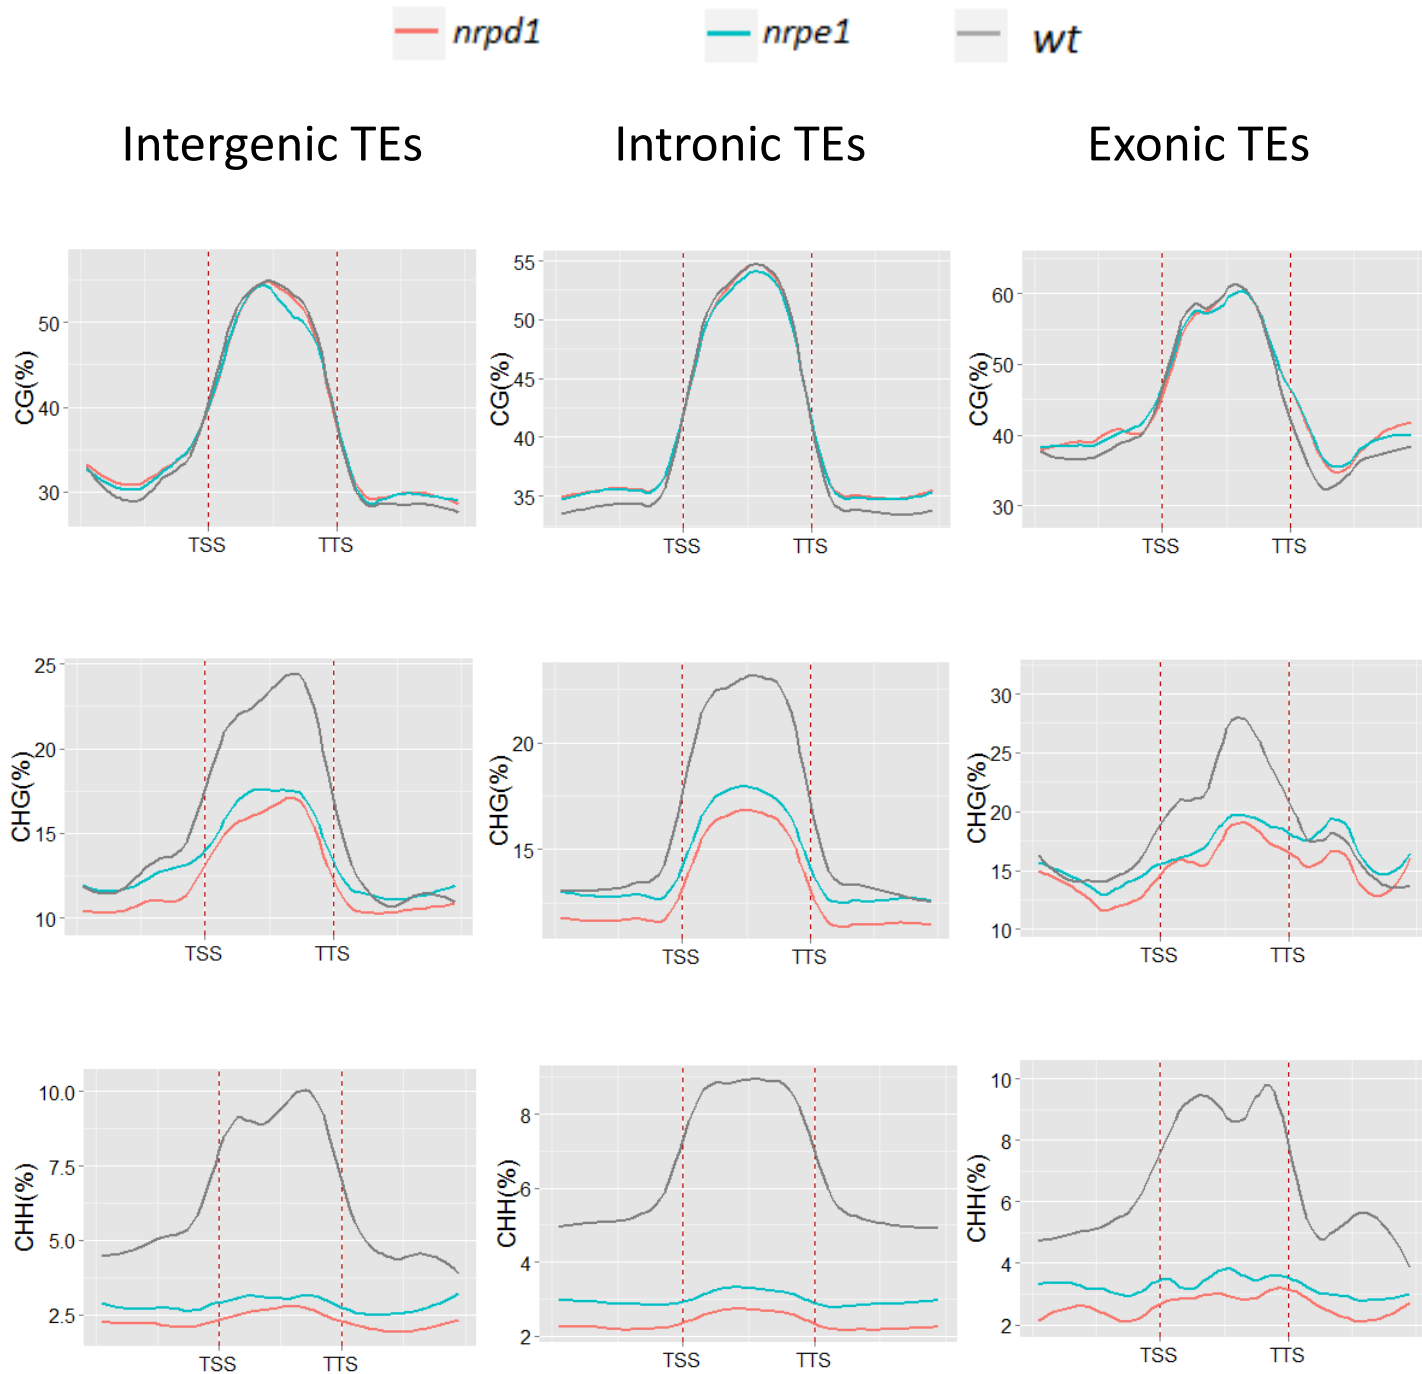 nrpd1 nrpe1 wt
Intergenic TEs Intronic TEs Exonic TEs
CG(%) 50 40 30 TSS TTS
CG(%) 55 50 45 40 35 TSS TTS
CG(%) 60 50 40 30 TSS TTS
CHG(%) 25 20 15 10 TSS TTS
CHG(%) 20 15 TSS TTS
CHG(%) 30 25 20 15 10 TSS TTS
CHH(%) 10.0 7.5 5.0 2.5 TSS TTS
CHH(%) 8 6 4 2 TSS TTS
CHH(%) 10 8 6 4 2 TSS TTS